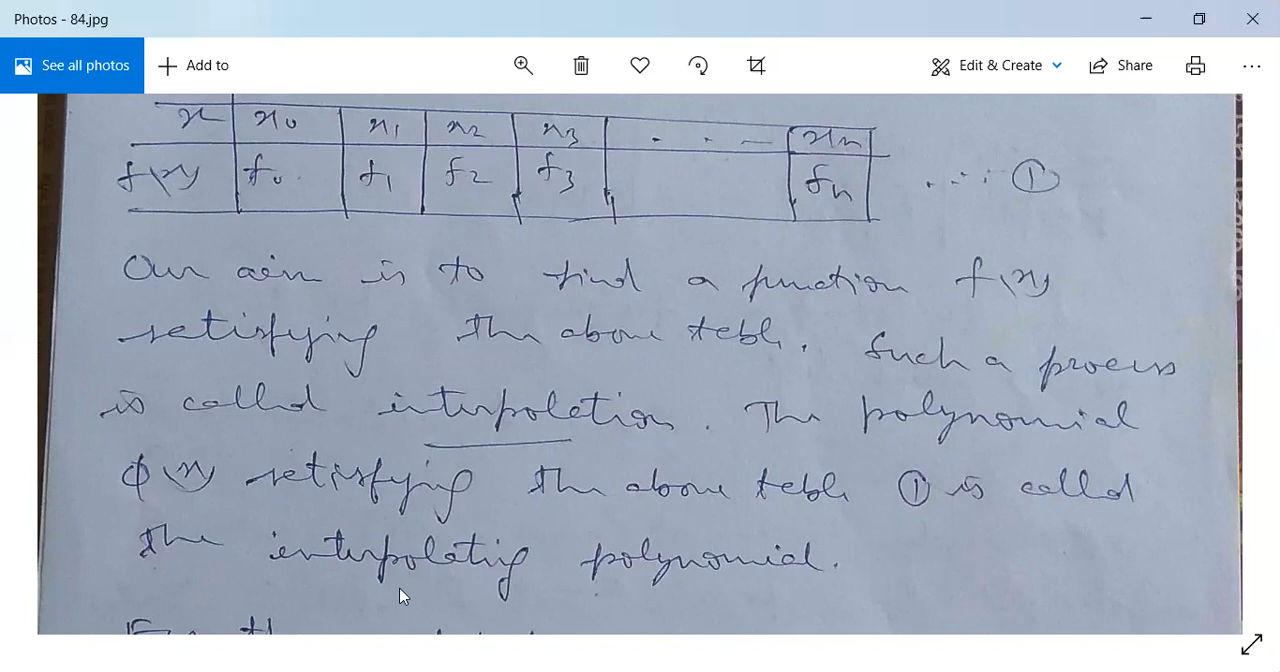 Photos - 84.jpg
See all photos
Add to
Edit & Create
Share
x x0 x1 x2 x3 . . — xn
f(x) f0 f1 f2 f3 fn ..... ①
Our aim is to find a function f(x)
satisfying the above table. Such a process
is called interpolation. The polynomial
ϕ(x) satisfying the above table ① is called
the interpolating polynomial.